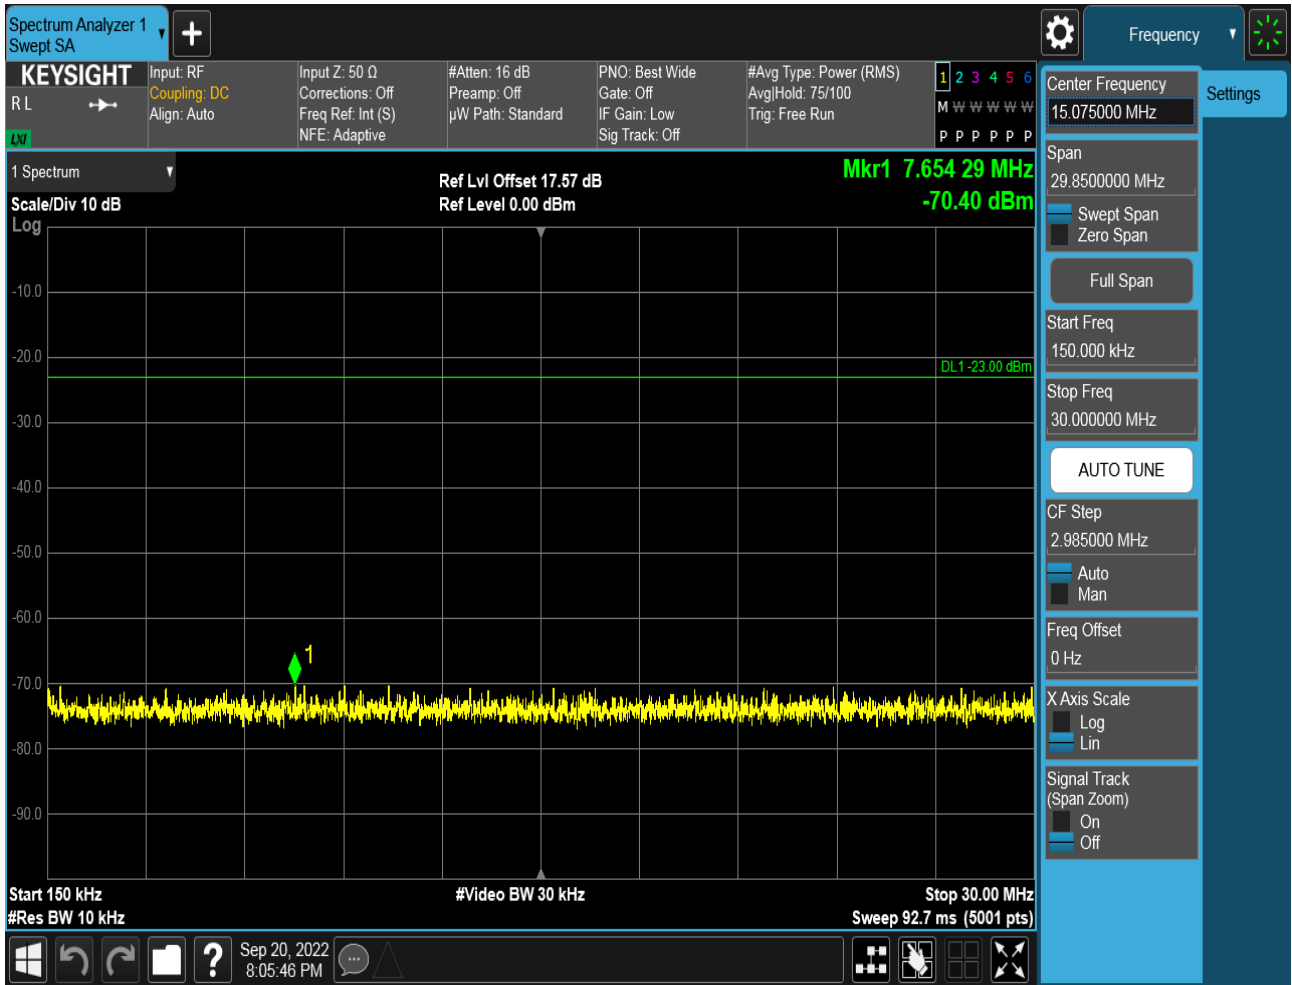 Spectrum Analyzer 1
Swept SA
+
Frequency
KEYSIGHT
R L
LXI
Input: RF
Coupling: DC
Align: Auto
Input Z: 50 Ω
Corrections: Off
Freq Ref: Int (S)
NFE: Adaptive
#Atten: 16 dB
Preamp: Off
µW Path: Standard
PNO: Best Wide
Gate: Off
IF Gain: Low
Sig Track: Off
#Avg Type: Power (RMS)
Avg|Hold: 75/100
Trig: Free Run
1 2 3 4 5 6
M W W W W W
P P P P P P
1 Spectrum
Scale/Div 10 dB
Log
Ref Lvl Offset 17.57 dB
Ref Level 0.00 dBm
Mkr1 7.654 29 MHz
-70.40 dBm
-10.0
-20.0
DL1 -23.00 dBm
-30.0
-40.0
-50.0
-60.0
1
-70.0
-80.0
-90.0
Start 150 kHz
#Res BW 10 kHz
#Video BW 30 kHz
Stop 30.00 MHz
Sweep 92.7 ms (5001 pts)
Center Frequency
15.075000 MHz
Settings
Span
29.8500000 MHz
Swept Span
Zero Span
Full Span
Start Freq
150.000 kHz
Stop Freq
30.000000 MHz
AUTO TUNE
CF Step
2.985000 MHz
Auto
Man
Freq Offset
0 Hz
X Axis Scale
Log
Lin
Signal Track
(Span Zoom)
On
Off
?
Sep 20, 2022
8:05:46 PM